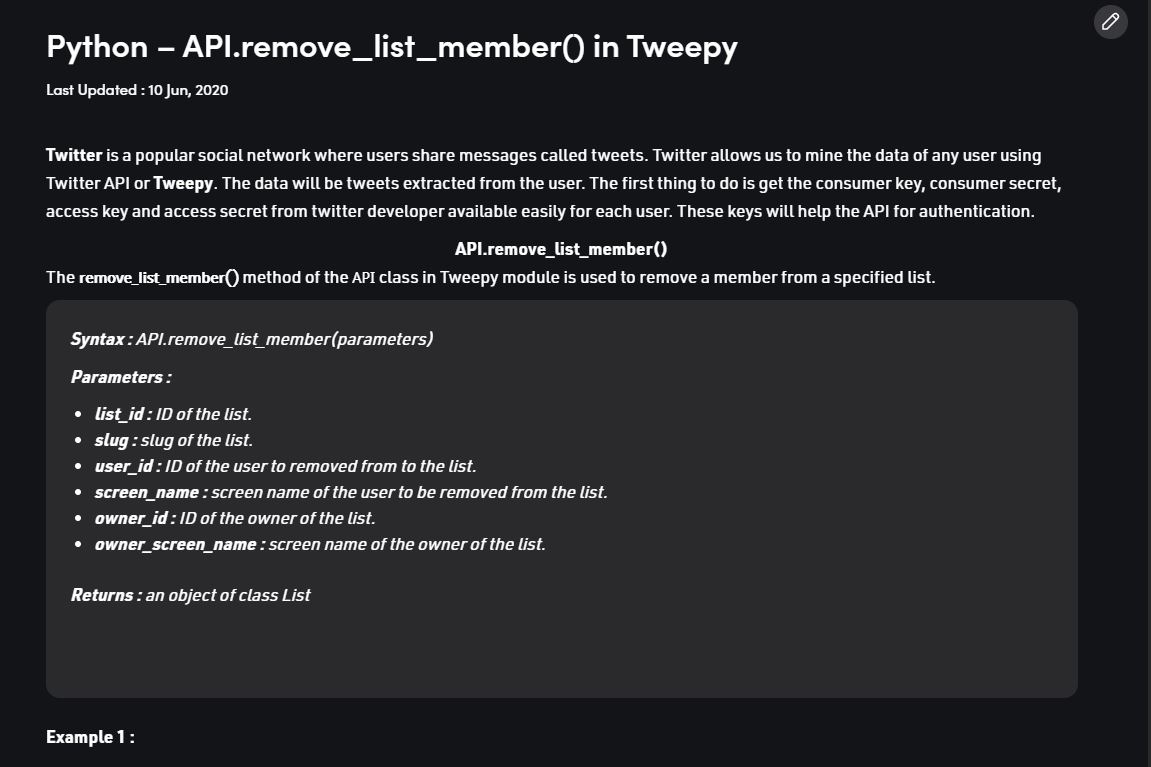 Python – API.remove_list_member() in Tweepy
Last Updated : 10 Jun, 2020
Twitter is a popular social network where users share messages called tweets. Twitter allows us to mine the data of any user using
Twitter API or Tweepy. The data will be tweets extracted from the user. The first thing to do is get the consumer key, consumer secret,
access key and access secret from twitter developer available easily for each user. These keys will help the API for authentication.
API.remove_list_member()
The remove_list_member() method of the API class in Tweepy module is used to remove a member from a specified list.
Syntax : API.remove_list_member(parameters)
Parameters :
• list_id : ID of the list.
• slug : slug of the list.
• user_id : ID of the user to removed from to the list.
• screen_name : screen name of the user to be removed from the list.
• owner_id : ID of the owner of the list.
• owner_screen_name : screen name of the owner of the list.
Returns : an object of class List
Example 1 :